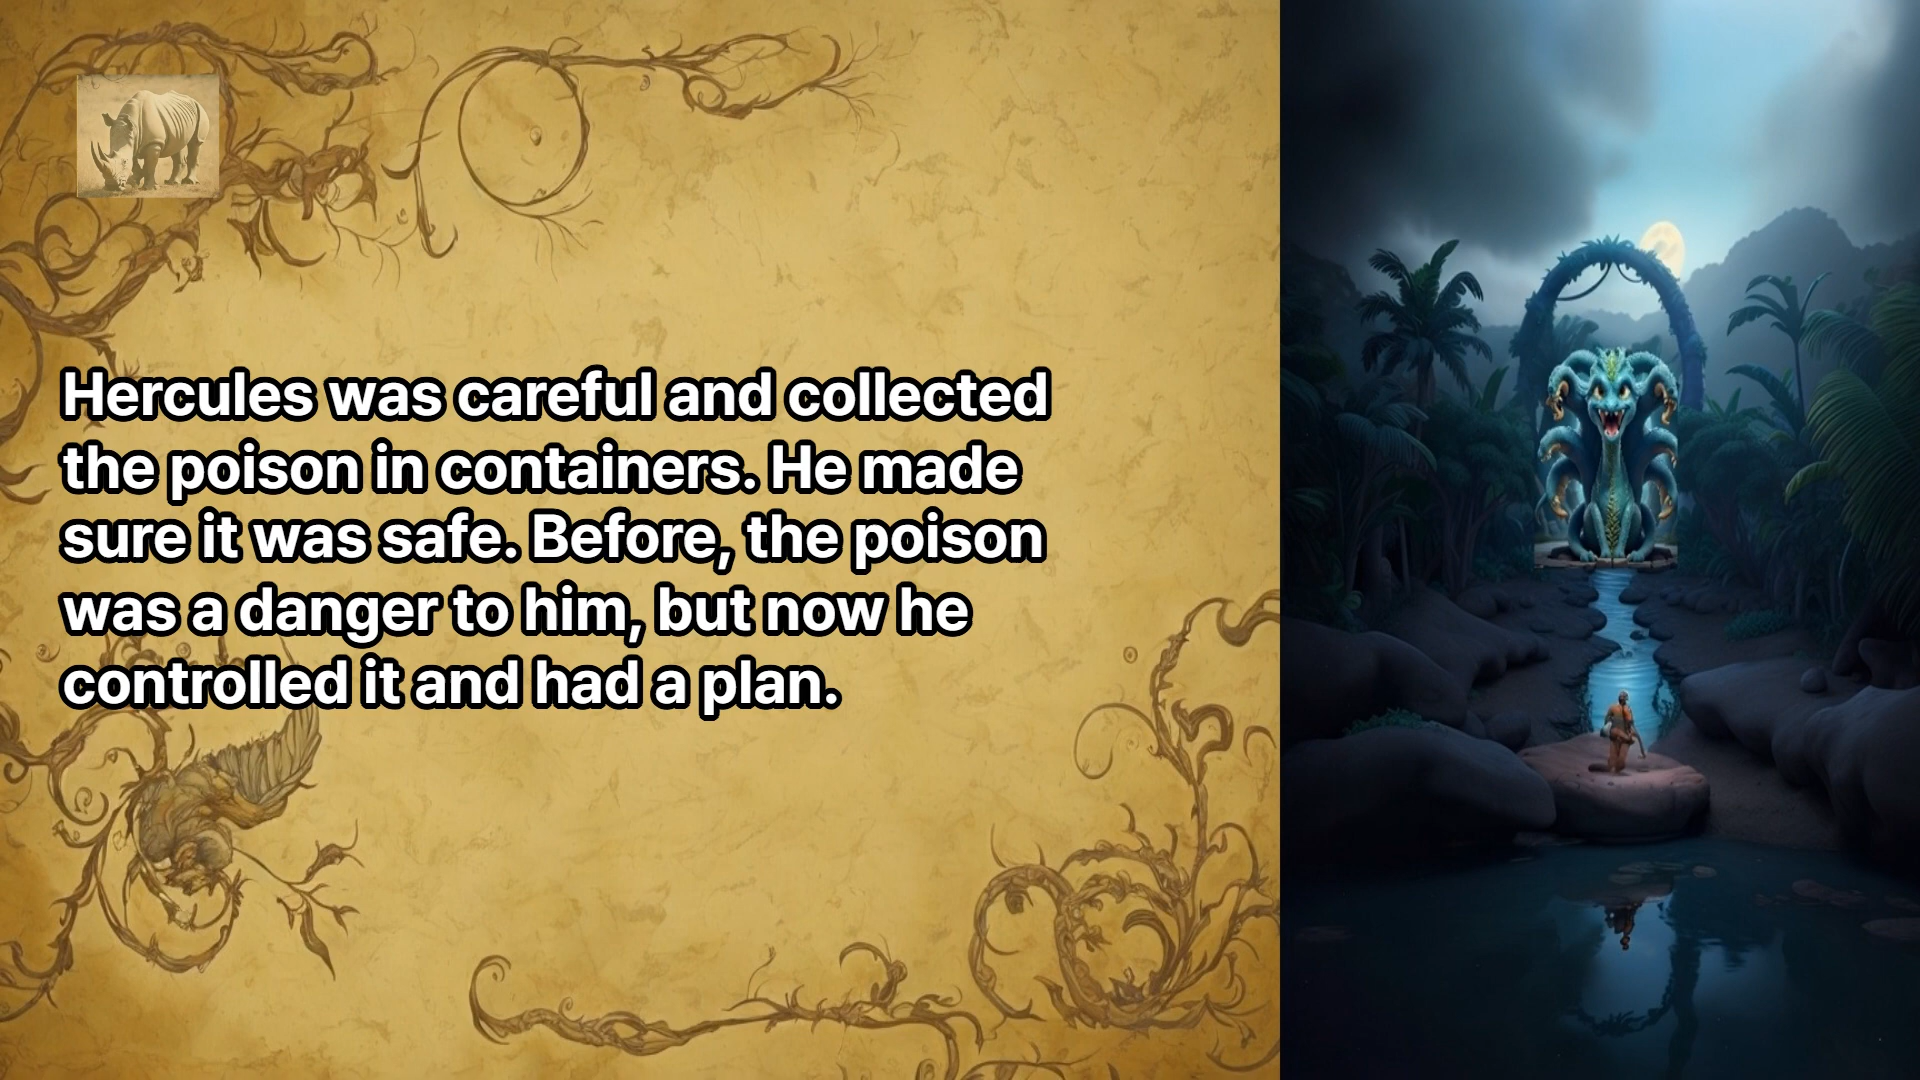 Hercules was careful and collected
the poison in containers. He made
sure it was safe. Before, the poison
was a danger to him, but now he
controlled it and had a plan.